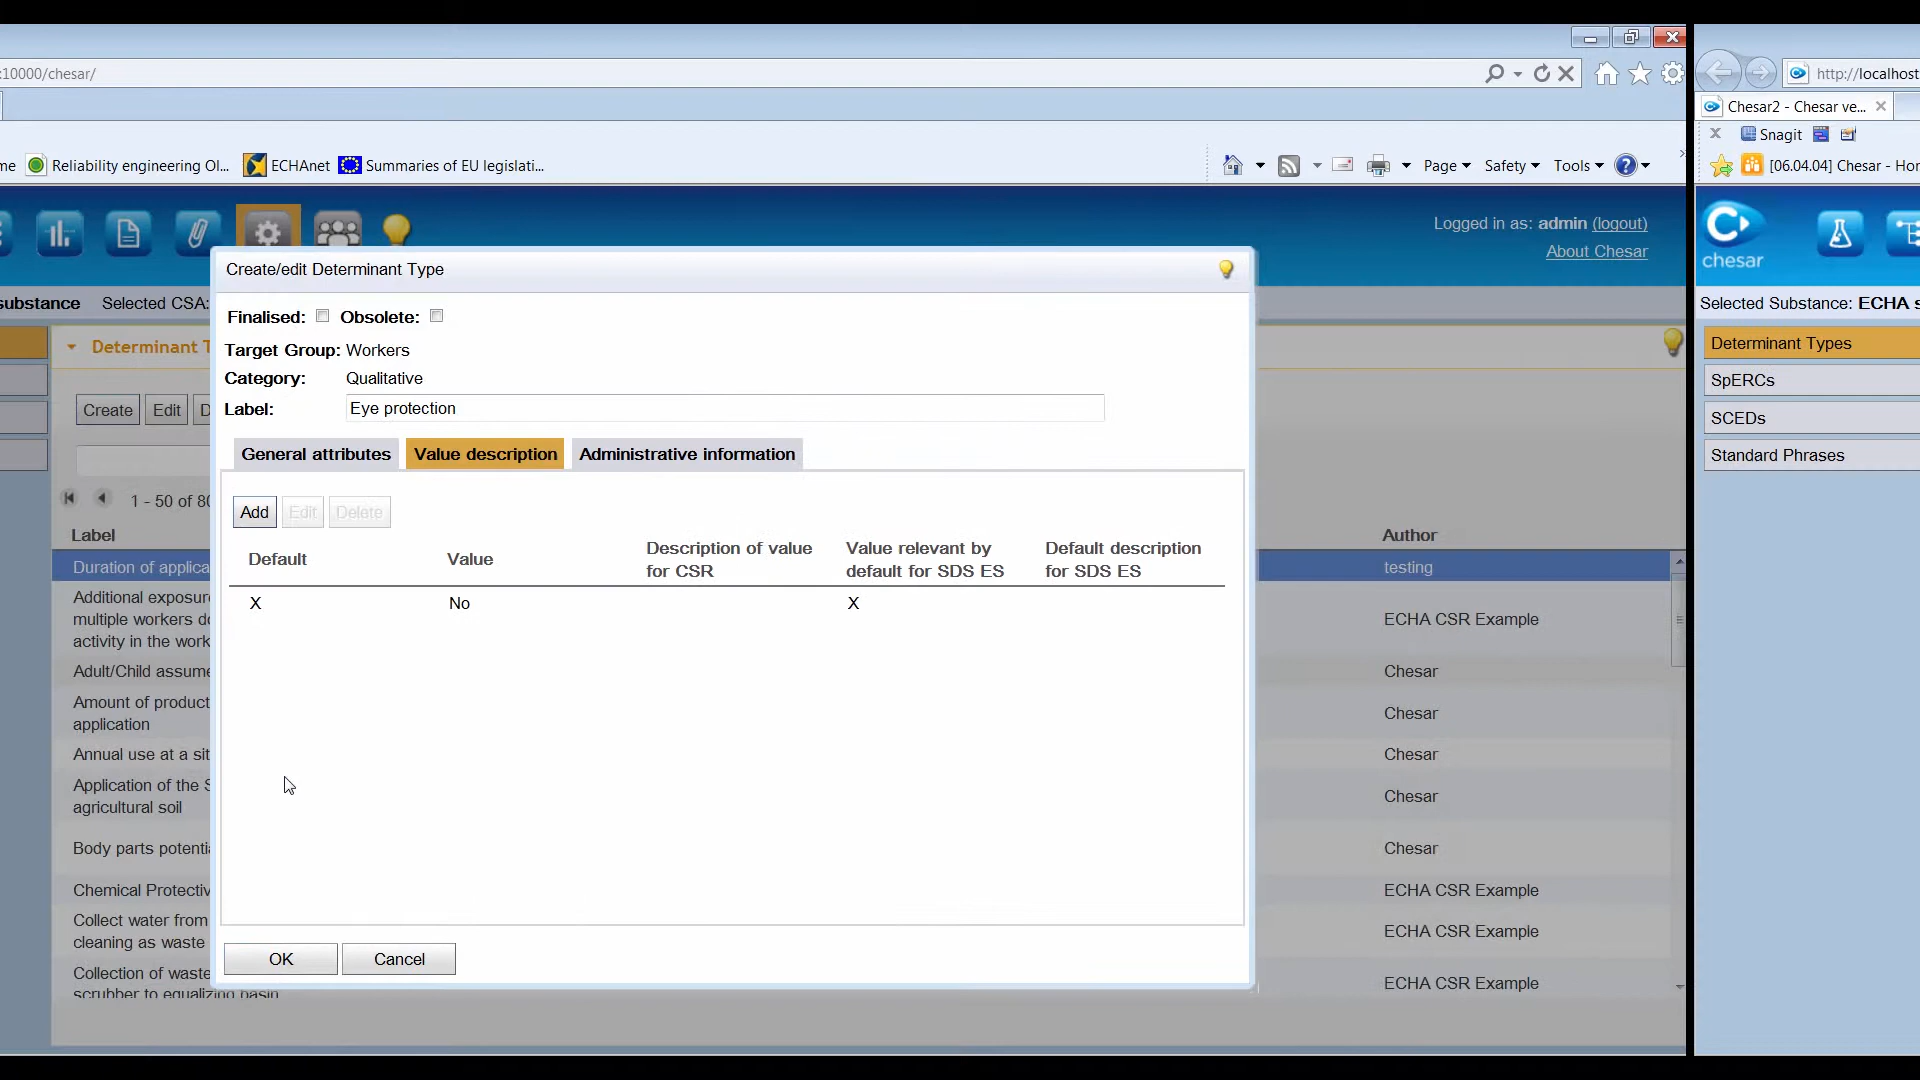 :10000/chesar/
http://localhost
Chesar2 - Chesar ve...
Snagit
me
Reliability engineering Ol...
ECHAnet
Summaries of EU legislati...
Page
Safety
Tools
[06.04.04] Chesar - Hor
Logged in as: admin (logout)
About Chesar
chesar
substance
Selected CSA:
Selected Substance: ECHA s
Create/edit Determinant Type
Finalised:
Obsolete:
Target Group: Workers
Category: Qualitative
Label: Eye protection
General attributes
Value description
Administrative information
Add
Edit
Delete
Default
Value
Description of value
for CSR
Value relevant by
default for SDS ES
Default description
for SDS ES
X
No
X
OK
Cancel
Determinant T
Create
Edit
D
1 - 50 of 80
Label
Duration of applica
Additional exposur
multiple workers do
activity in the work
Adult/Child assume
Amount of product
application
Annual use at a sit
Application of the S
agricultural soil
Body parts potentia
Chemical Protectiv
Collect water from
cleaning as waste
Collection of waste
scrubber to equalizing basin
Author
testing
ECHA CSR Example
Chesar
Chesar
Chesar
Chesar
Chesar
ECHA CSR Example
ECHA CSR Example
ECHA CSR Example
Determinant Types
SpERCs
SCEDs
Standard Phrases